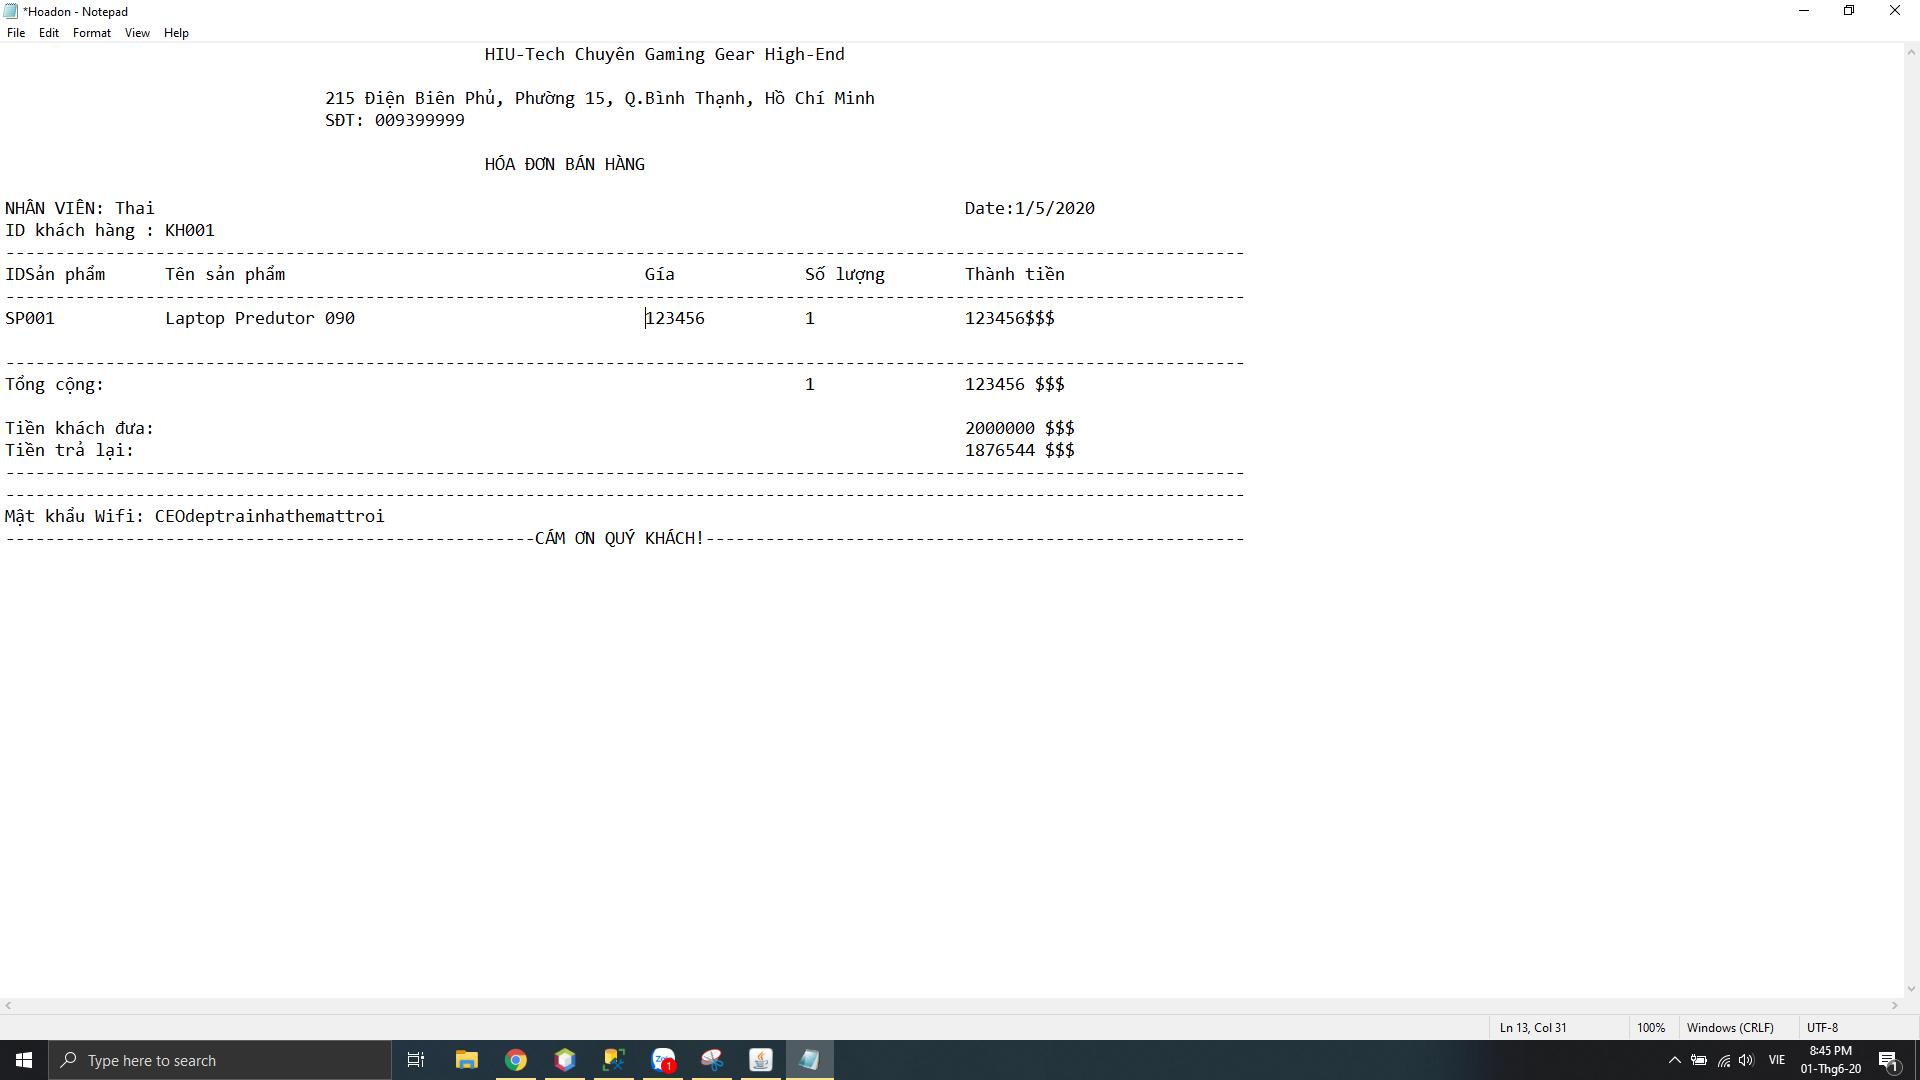 *Hoadon - Notepad
File Edit Format View Help
HIU-Tech Chuyên Gaming Gear High-End
215 Điện Biên Phủ, Phường 15, Q.Bình Thạnh, Hồ Chí Minh
SĐT: 009399999
HÓA ĐƠN BÁN HÀNG
NHÂN VIÊN: Thai Date:1/5/2020
ID khách hàng : KH001
----------------------------------------------------------------------------------------------------------------------------
IDSản phẩm Tên sản phẩm Gía Số lượng Thành tiền
----------------------------------------------------------------------------------------------------------------------------
SP001 Laptop Predutor 090 123456 1 123456$$$
----------------------------------------------------------------------------------------------------------------------------
Tổng cộng: 1 123456 $$$
Tiền khách đưa: 2000000 $$$
Tiền trả lại: 1876544 $$$
----------------------------------------------------------------------------------------------------------------------------
----------------------------------------------------------------------------------------------------------------------------
Mật khẩu Wifi: CEOdeptrainhathemattroi
-----------------------------------------------------CÁM ƠN QUÝ KHÁCH!------------------------------------------------------
Ln 13, Col 31 100% Windows (CRLF) UTF-8
Type here to search
Zalo
1
VIE
8:45 PM
01-Thg6-20
1